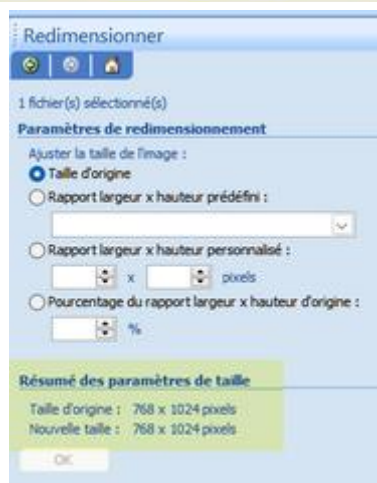 Redimensionner
1 fichier(s) sélectionné(s)
Paramètres de redimensionnement
Ajuster la taille de l'image :
Taille d'origine
Rapport largeur x hauteur prédéfini :
Rapport largeur x hauteur personnalisé :
x pixels
Pourcentage du rapport largeur x hauteur d'origine :
%
Résumé des paramètres de taille
Taille d'origine : 768 x 1024 pixels
Nouvelle taille : 768 x 1024 pixels
OK